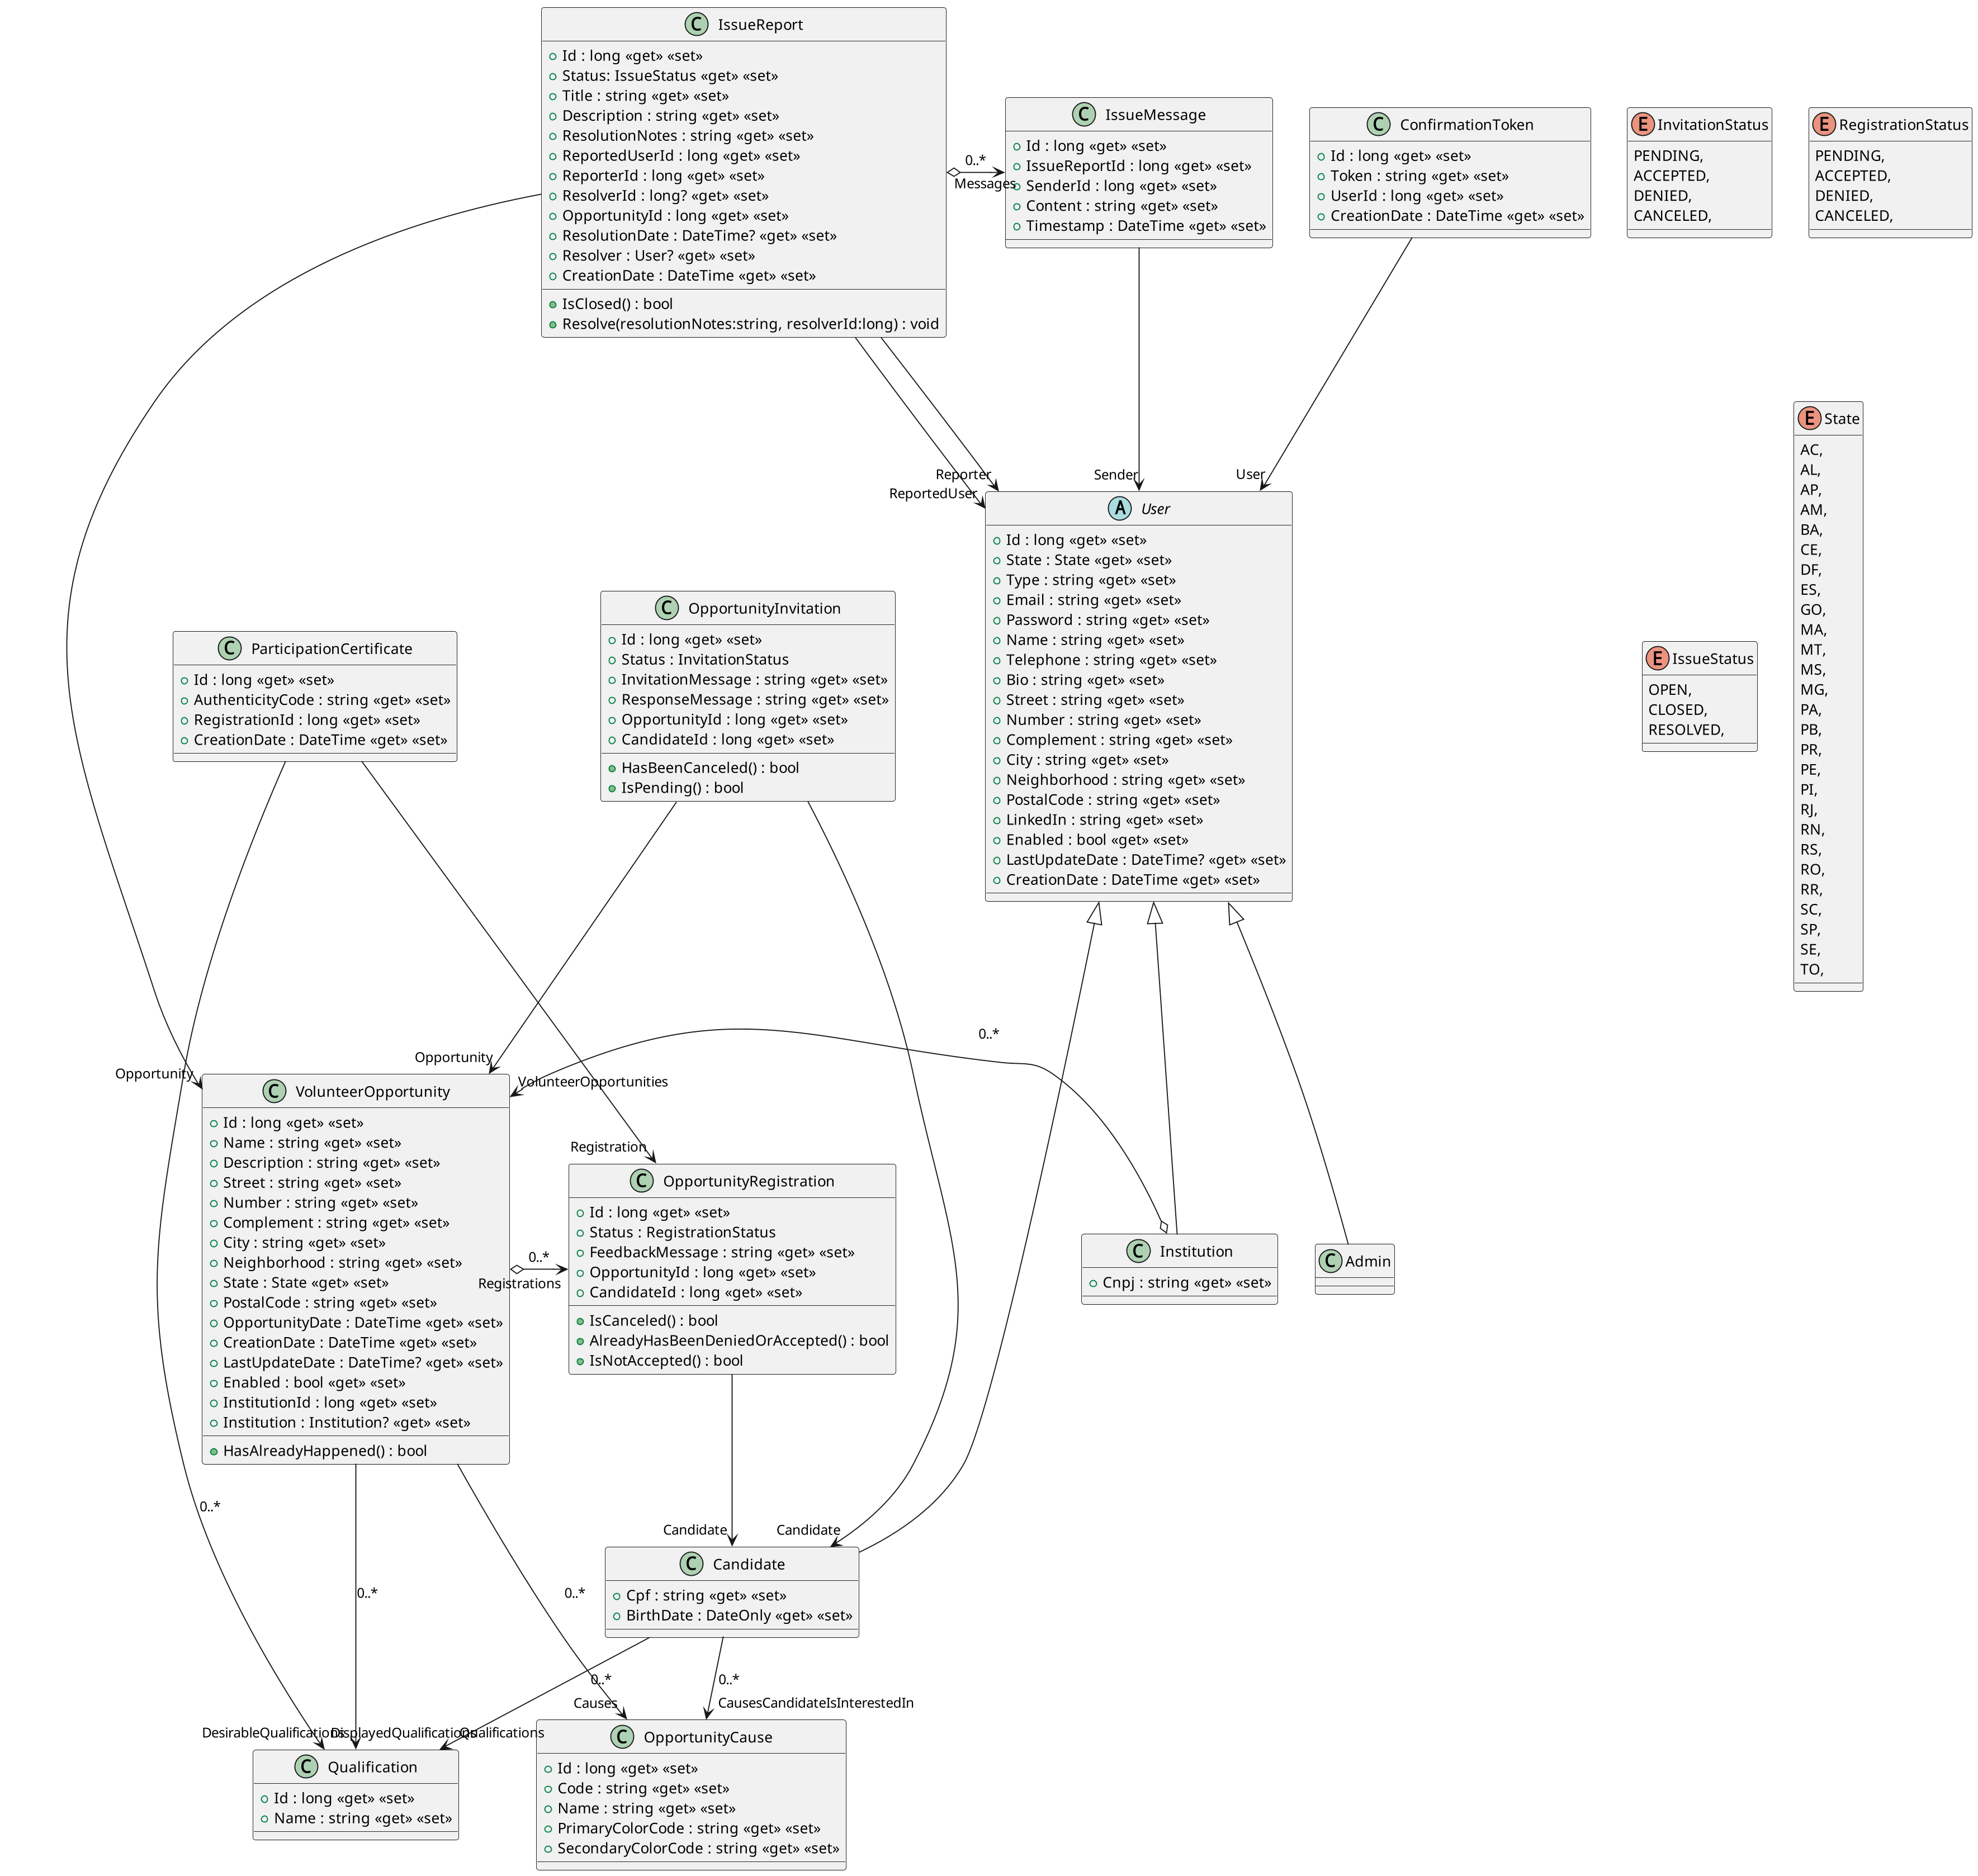 IssueReport
Id : long «get» «set»
Status: IssueStatus «get» «set»
Title : string «get» «set»
Description : string «get» «set»
ResolutionNotes : string «get» «set»
ReportedUserId : long «get» «set»
ReporterId : long «get» «set»
ResolverId : long? «get» «set»
OpportunityId : long «get» «set»
ResolutionDate : DateTime? «get» «set»
Resolver : User? «get» «set»
CreationDate : DateTime «get» «set»
IsClosed() : bool
Resolve(resolutionNotes:string, resolverId:long) : void
0..*
Messages
IssueMessage
Id : long «get» «set»
IssueReportId : long «get» «set»
SenderId : long «get» «set»
Content : string «get» «set»
Timestamp : DateTime «get» «set»
ConfirmationToken
Id : long «get» «set»
Token : string «get» «set»
UserId : long «get» «set»
CreationDate : DateTime «get» «set»
InvitationStatus
PENDING,
ACCEPTED,
DENIED,
CANCELED,
RegistrationStatus
PENDING,
ACCEPTED,
DENIED,
CANCELED,
Reporter
ReportedUser
Sender
User
User
Id : long «get» «set»
State : State «get» «set»
Type : string «get» «set»
Email : string «get» «set»
Password : string «get» «set»
Name : string «get» «set»
Telephone : string «get» «set»
Bio : string «get» «set»
Street : string «get» «set»
Number : string «get» «set»
Complement : string «get» «set»
City : string «get» «set»
Neighborhood : string «get» «set»
PostalCode : string «get» «set»
LinkedIn : string «get» «set»
Enabled : bool «get» «set»
LastUpdateDate : DateTime? «get» «set»
CreationDate : DateTime «get» «set»
IssueStatus
OPEN,
CLOSED,
RESOLVED,
State
AC,
AL,
AP,
AM,
BA,
CE,
DF,
ES,
GO,
MA,
MT,
MS,
MG,
PA,
PB,
PR,
PE,
PI,
RJ,
RN,
RS,
RO,
RR,
SC,
SP,
SE,
TO,
ParticipationCertificate
Id : long «get» «set»
AuthenticityCode : string «get» «set»
RegistrationId : long «get» «set»
CreationDate : DateTime «get» «set»
OpportunityInvitation
Id : long «get» «set»
Status : InvitationStatus
InvitationMessage : string «get» «set»
ResponseMessage : string «get» «set»
OpportunityId : long «get» «set»
CandidateId : long «get» «set»
HasBeenCanceled() : bool
IsPending() : bool
0..*
Opportunity
Opportunity
VolunteerOpportunities
Registration
VolunteerOpportunity
Id : long «get» «set»
Name : string «get» «set»
Description : string «get» «set»
Street : string «get» «set»
Number : string «get» «set»
Complement : string «get» «set»
City : string «get» «set»
Neighborhood : string «get» «set»
State : State «get» «set»
PostalCode : string «get» «set»
OpportunityDate : DateTime «get» «set»
CreationDate : DateTime «get» «set»
LastUpdateDate : DateTime? «get» «set»
Enabled : bool «get» «set»
InstitutionId : long «get» «set»
Institution : Institution? «get» «set»
HasAlreadyHappened() : bool
0..*
Registrations
OpportunityRegistration
Id : long «get» «set»
Status : RegistrationStatus
FeedbackMessage : string «get» «set»
OpportunityId : long «get» «set»
CandidateId : long «get» «set»
IsCanceled() : bool
AlreadyHasBeenDeniedOrAccepted() : bool
IsNotAccepted() : bool
Institution
Cnpj : string «get» «set»
Admin
0..*
0..*
0..*
Candidate
Candidate
Candidate
Cpf : string «get» «set»
BirthDate : DateOnly «get» «set»
0..*
0..*
Causes
CausesCandidateIsInterestedIn
DesirableQualifications
DisplayedQualifications
Qualifications
Qualification
Id : long «get» «set»
Name : string «get» «set»
OpportunityCause
Id : long «get» «set»
Code : string «get» «set»
Name : string «get» «set»
PrimaryColorCode : string «get» «set»
SecondaryColorCode : string «get» «set»